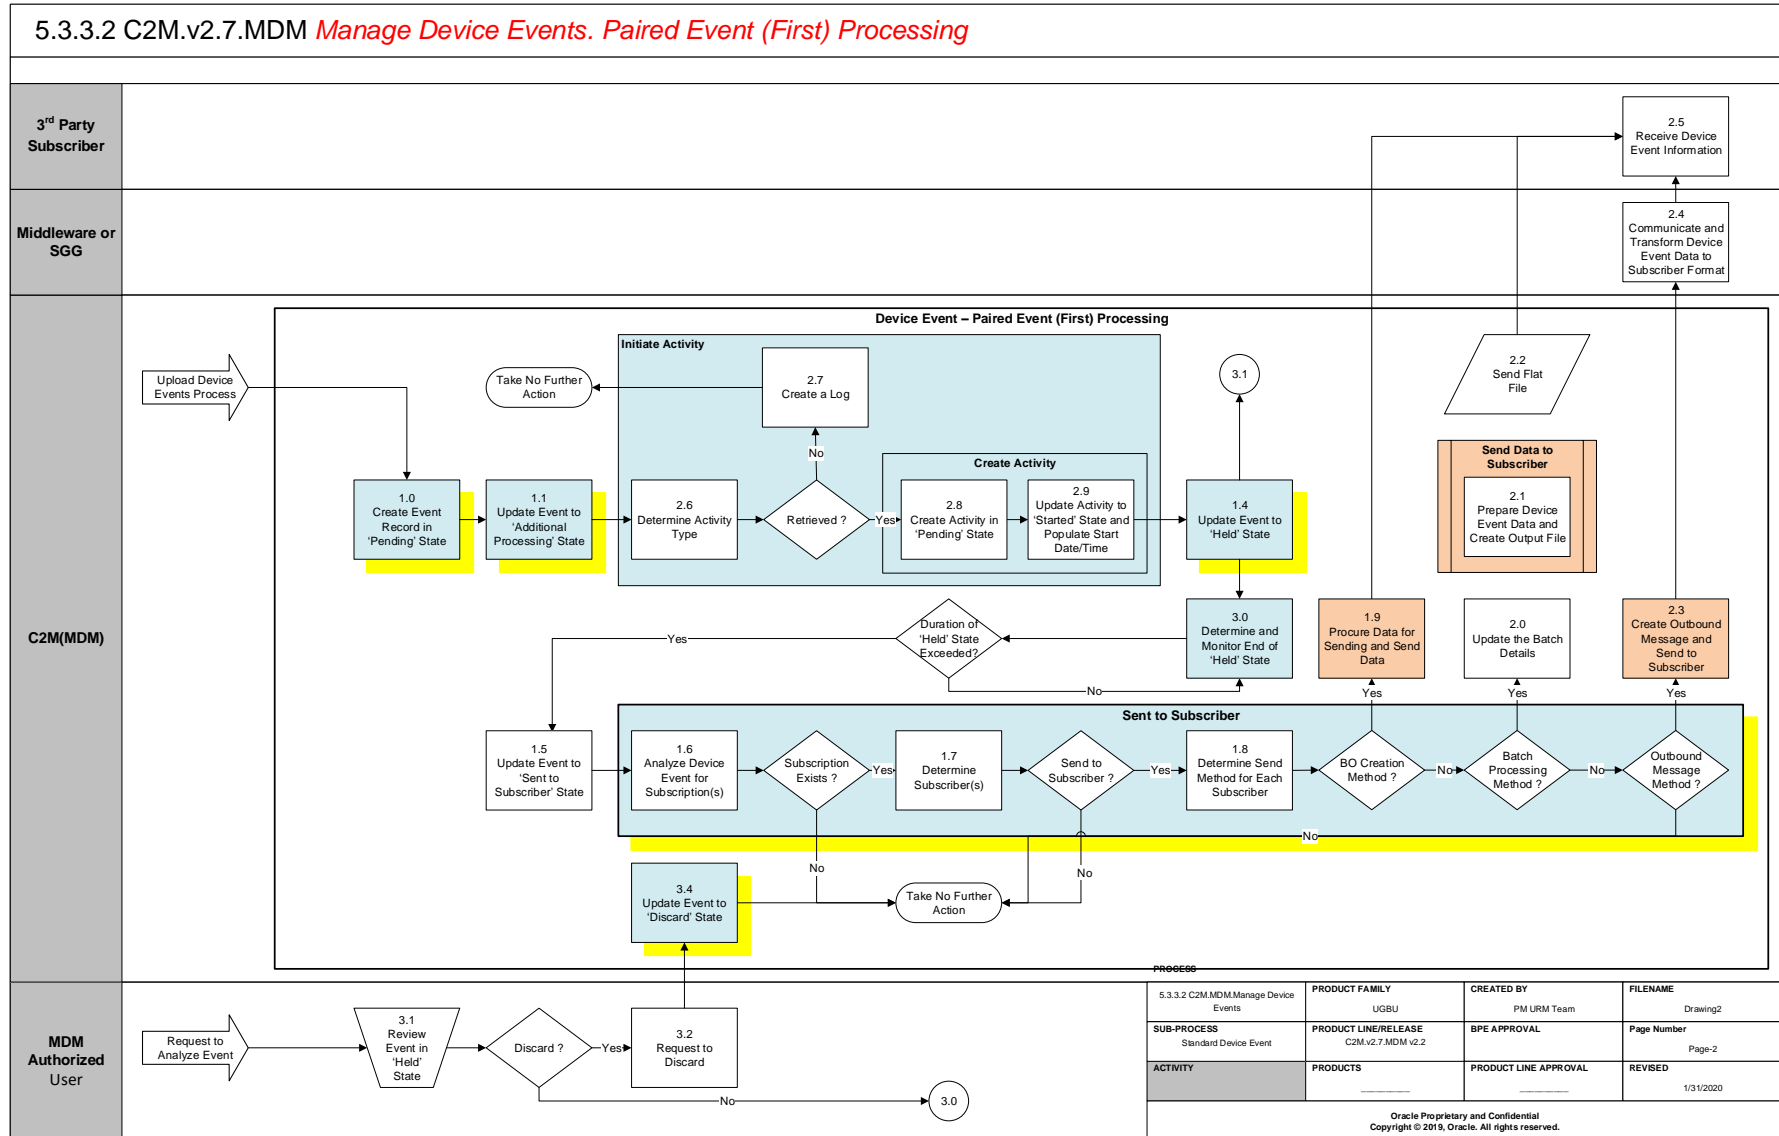 5.3.3.2 C2M.v2.7.MDM Manage Device Events. Paired Event (First) Processing
3rd Party
Subscriber
2.5
Receive Device
Event Information
Middleware or
SGG
2.4
Communicate and
Transform Device
Event Data to
Subscriber Format
C2M(MDM)
Device Event – Paired Event (First) Processing
Upload Device
Events Process
Take No Further
Action
Initiate Activity
2.7
Create a Log
No
3.1
2.2
Send Flat
File
1.0
Create Event
Record in
‘Pending’ State
1.1
Update Event to
‘Additional
Processing’ State
2.6
Determine Activity
Type
Retrieved ?
Yes
Create Activity
2.8
Create Activity in
‘Pending’ State
2.9
Update Activity to
‘Started’ State and
Populate Start
Date/Time
1.4
Update Event to
‘Held’ State
Send Data to
Subscriber
2.1
Prepare Device
Event Data and
Create Output File
Yes
Duration of
‘Held’ State
Exceeded?
No
3.0
Determine and
Monitor End of
‘Held’ State
1.9
Procure Data for
Sending and Send
Data
2.0
Update the Batch
Details
2.3
Create Outbound
Message and
Send to
Subscriber
Yes
Yes
Yes
Sent to Subscriber
1.5
Update Event to
‘Sent to
Subscriber’ State
1.6
Analyze Device
Event for
Subscription(s)
Subscription
Exists ?
Yes
1.7
Determine
Subscriber(s)
Send to
Subscriber ?
Yes
1.8
Determine Send
Method for Each
Subscriber
BO Creation
Method ?
No
Batch
Processing
Method ?
No
Outbound
Message
Method ?
No
No
No
3.4
Update Event to
‘Discard’ State
Take No Further
Action
MDM
Authorized
User
Request to
Analyze Event
3.1
Review
Event in
‘Held’
State
Discard ?
Yes
3.2
Request to
Discard
No
3.0
PROCESS
5.3.3.2 C2M.MDM.Manage Device
Events
PRODUCT FAMILY
UGBU
CREATED BY
PM URM Team
FILENAME
Drawing2
SUB-PROCESS
Standard Device Event
PRODUCT LINE/RELEASE
C2M.v2.7.MDM v2.2
BPE APPROVAL
Page Number
Page-2
ACTIVITY
PRODUCTS
PRODUCT LINE APPROVAL
REVISED
1/31/2020
Oracle Proprietary and Confidential
Copyright © 2019, Oracle. All rights reserved.